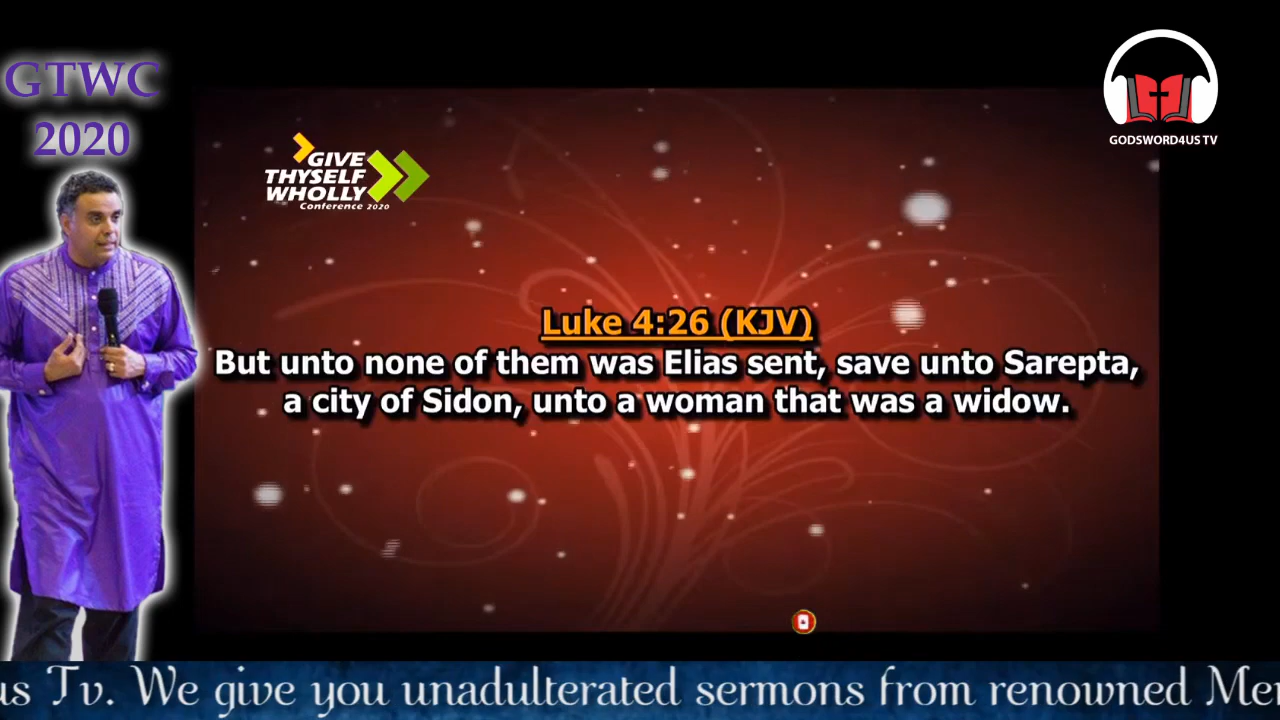 GTWC
2020
GIVE
THYSELF
WHOLLY
Conference 2020
GODSWORD4US TV
Luke 4:26 (KJV)
But unto none of them was Elias sent, save unto Sarepta,
a city of Sidon, unto a woman that was a widow.
us Tv. We give you unadulterated sermons from renowned